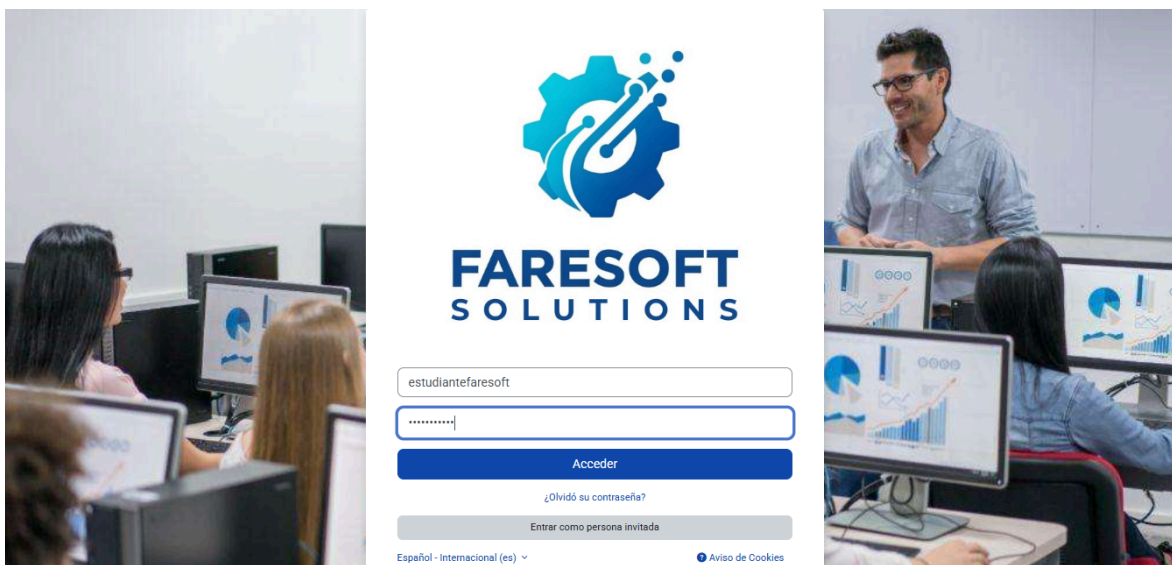 FARESOFT
SOLUTIONS
estudiantefaresoft
•••••••••••
Acceder
¿Olvidó su contraseña?
Entrar como persona invitada
Español - Internacional (es)
Aviso de Cookies